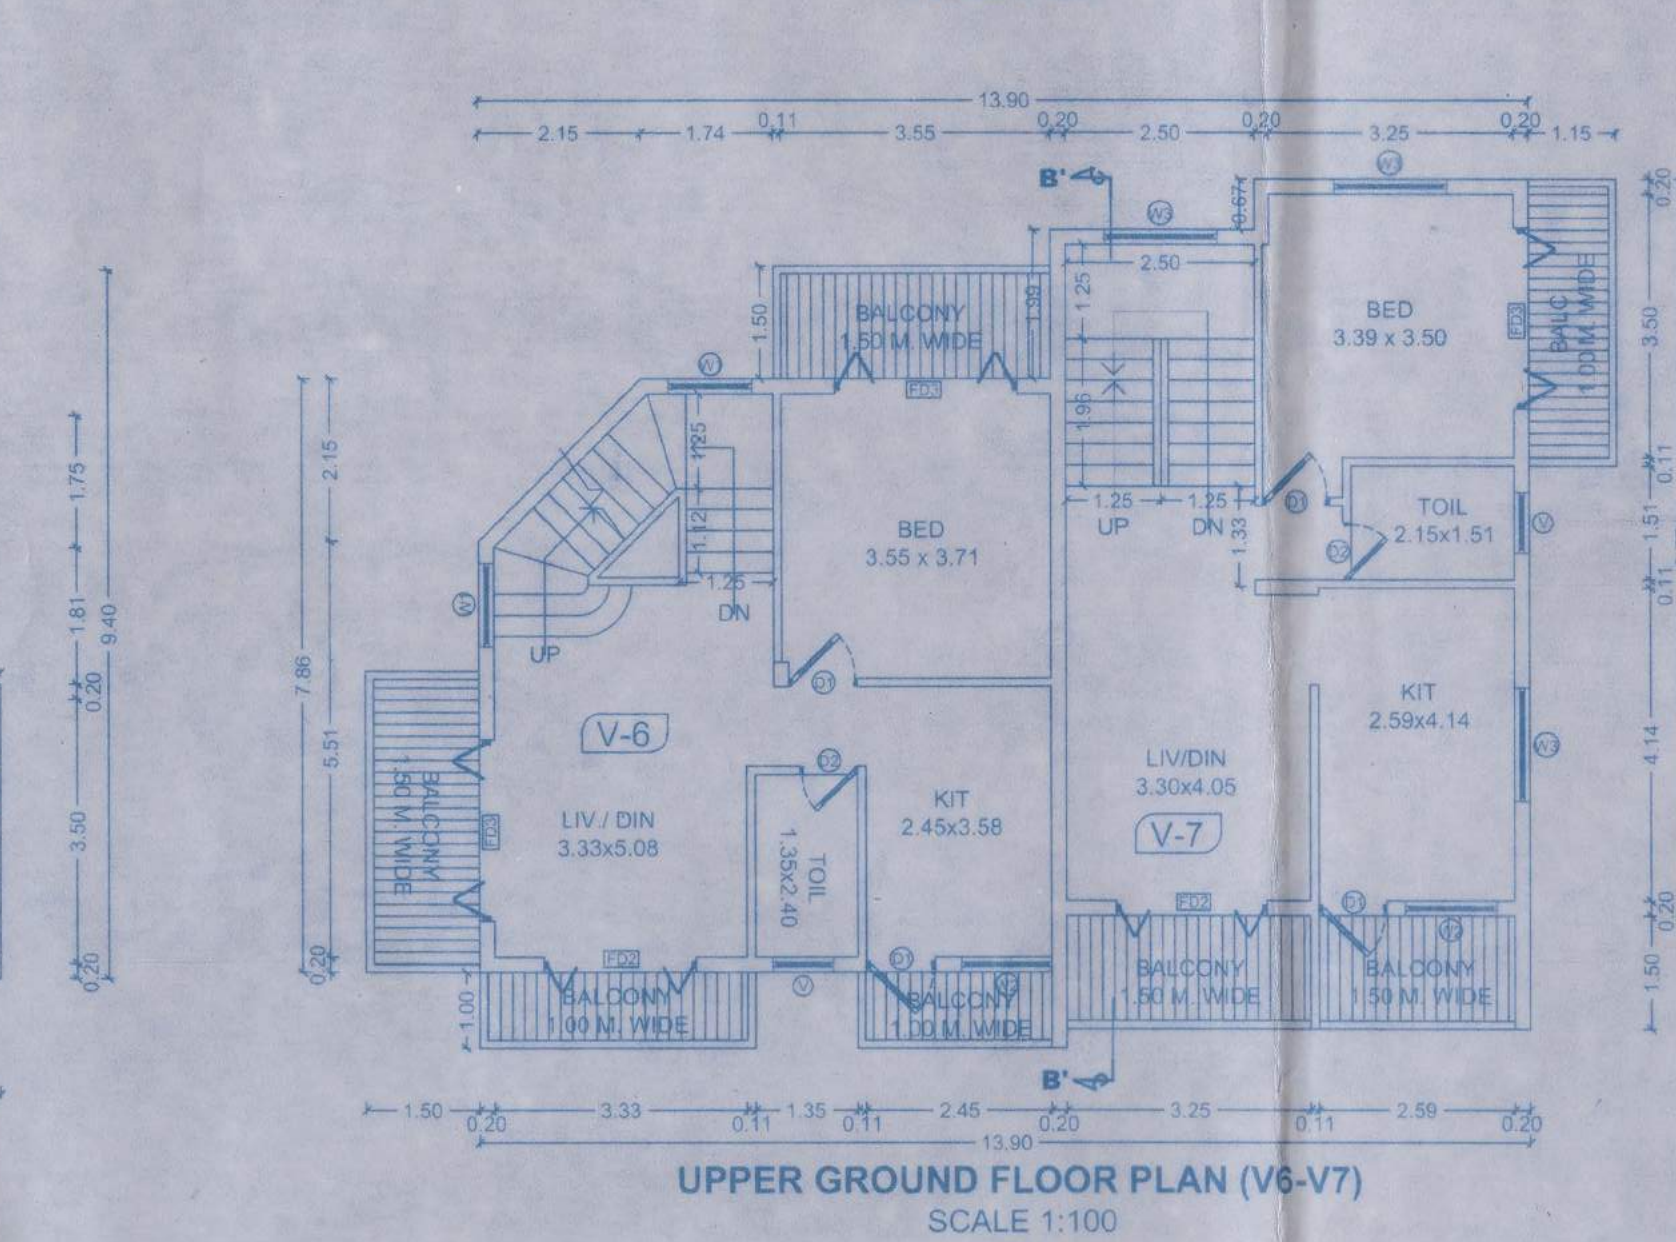 13.90
2.15 1.74 0.11 3.55 0.20 2.50 0.20 3.25 0.20 1.15
B'
W3
W3
0.67
0.20
2.50
1.25
1.99
1.50
BALCONY
1.50 M. WIDE
FD3
W
BED
3.39 x 3.50
FD3
BALC
1.00 M. WIDE
3.50
1.96
1.25 1.25
UP DN
1.33
D1
TOIL
2.15x1.51
D2
V
0.11
1.51
0.11
2.15
1.25
1.12
1.25
DN
UP
W1
BED
3.55 x 3.71
D1
1.75
1.81
9.40
0.20
3.50
0.20
7.86
5.51
0.20
V-6
LIV./ DIN
3.33x5.08
BALCONY
1.50 M. WIDE
FD3
D2
TOIL
1.35x2.40
KIT
2.45x3.58
LIV/DIN
3.30x4.05
V-7
KIT
2.59x4.14
W3
4.14
0.20
1.50
FD2
V
D1
W2
FD2
D1
W2
1.00
BALCONY
1.00 M. WIDE
BALCONY
1.00 M. WIDE
BALCONY
1.50 M. WIDE
BALCONY
1.50 M. WIDE
B'
1.50 0.20 3.33 0.11 1.35 0.11 2.45 0.20 3.25 0.11 2.59 0.20
13.90
UPPER GROUND FLOOR PLAN (V6-V7)
SCALE 1:100